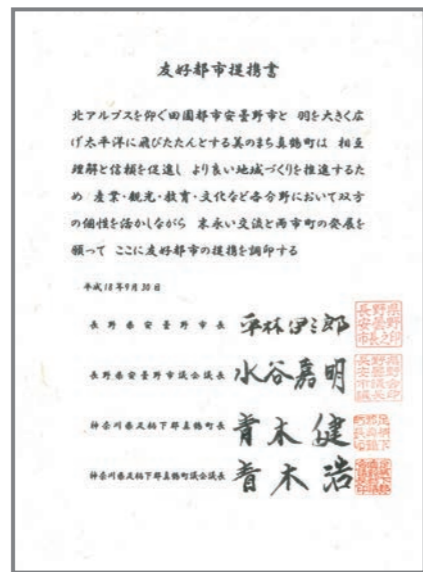 友好都市提携書
北アルプスを仰ぐ田園都市安曇野市と 羽を大きく広
げ太平洋に飛びたたんとする美のまち真鶴町は 相互
理解と信頼を促進し より良い地域づくりを推進するた
め 産業・観光・教育・文化など各分野において双方
の個性を活かしながら 末永い交流と両市町の発展を
願って ここに友好都市の提携を調印する
平成18年9月30日
長野県安曇野市長 平林伊三郎
長野県安曇野市議会議長 水谷嘉明
神奈川県足柄下郡真鶴町長 青木健
神奈川県足柄下郡真鶴町議会議長 青木浩